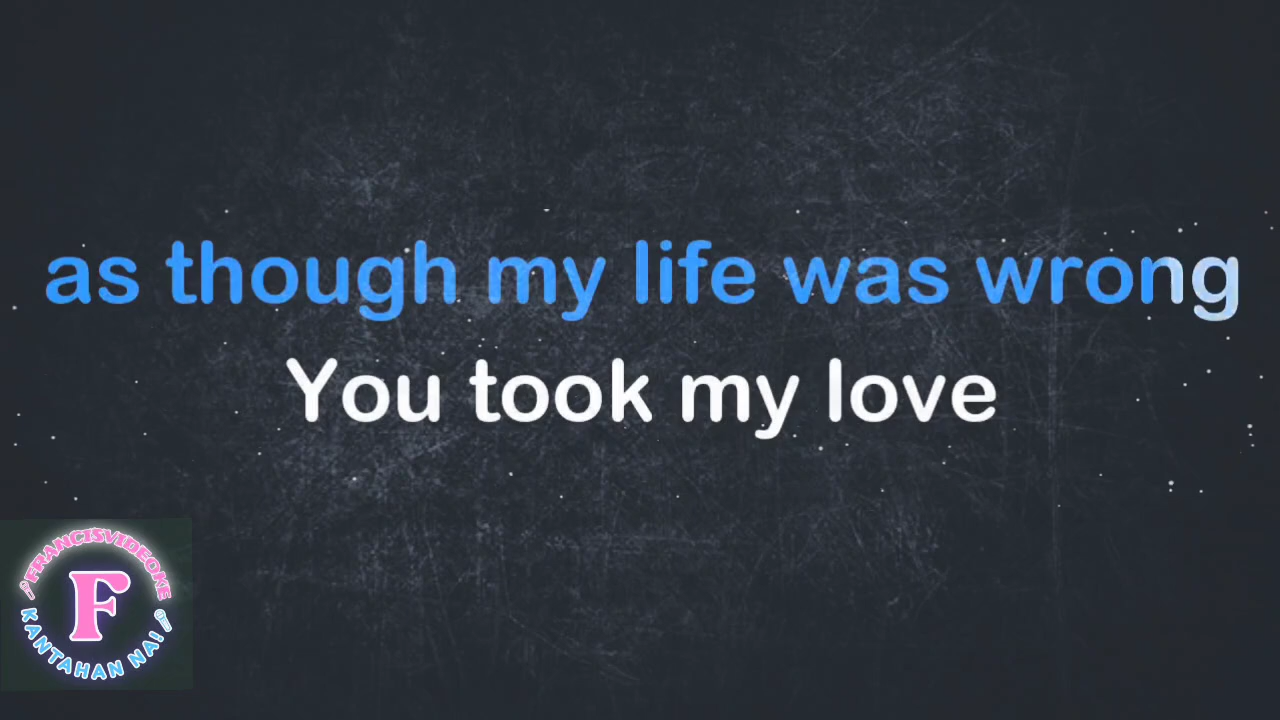 as though my life was wrong
You took my love
FRANCISVIDEOKE
F
KANTAHAN NA!